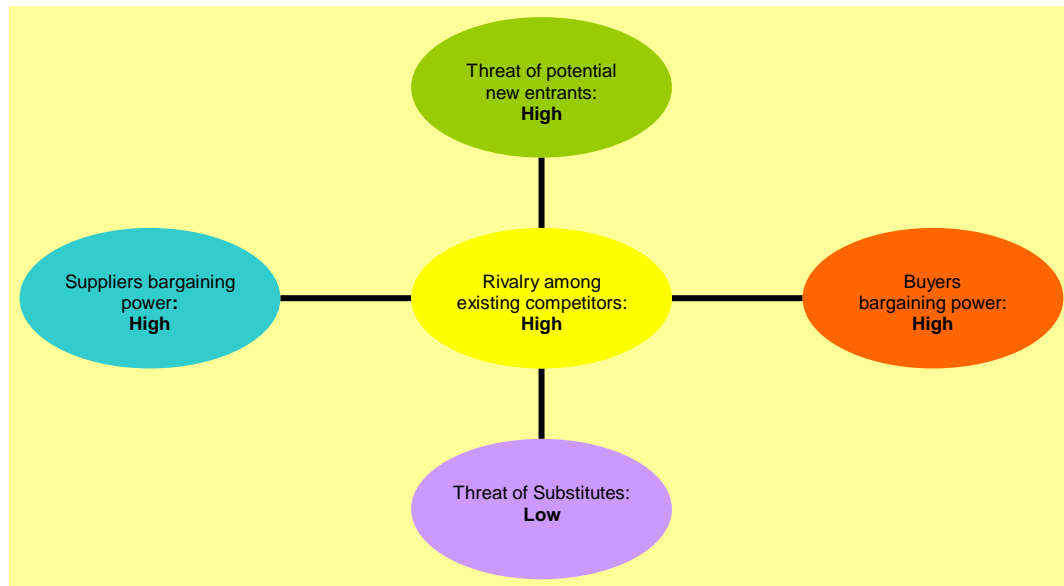 Threat of potential
new entrants:
High
Suppliers bargaining
power:
High
Rivalry among
existing competitors:
High
Buyers
bargaining power:
High
Threat of Substitutes:
Low